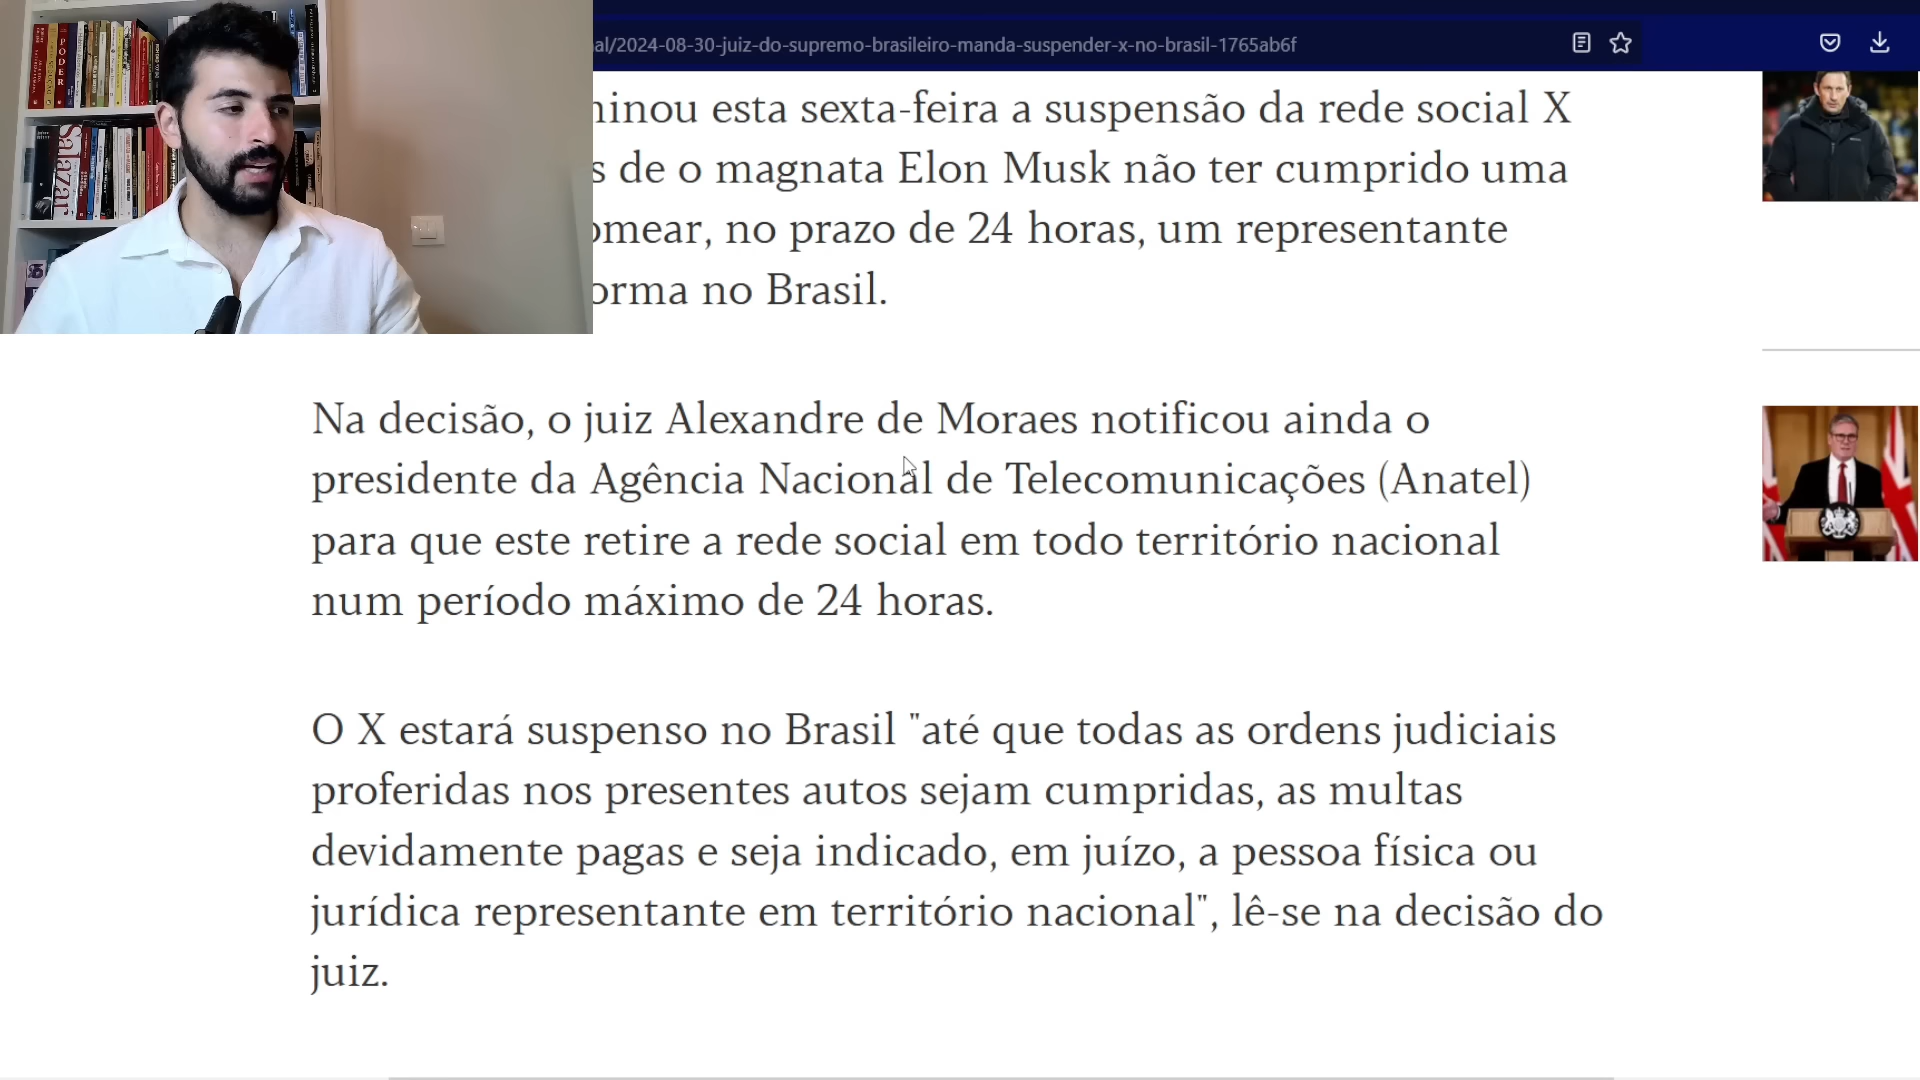 al/2024-08-30-juiz-do-supremo-brasileiro-manda-suspender-x-no-brasil-1765ab6f
PODER
Salazar
minou esta sexta-feira a suspensão da rede social X
s de o magnata Elon Musk não ter cumprido uma
omear, no prazo de 24 horas, um representante
orma no Brasil.
Na decisão, o juiz Alexandre de Moraes notificou ainda o
presidente da Agência Nacional de Telecomunicações (Anatel)
para que este retire a rede social em todo território nacional
num período máximo de 24 horas.
O X estará suspenso no Brasil "até que todas as ordens judiciais
proferidas nos presentes autos sejam cumpridas, as multas
devidamente pagas e seja indicado, em juízo, a pessoa física ou
jurídica representante em território nacional", lê-se na decisão do
juiz.